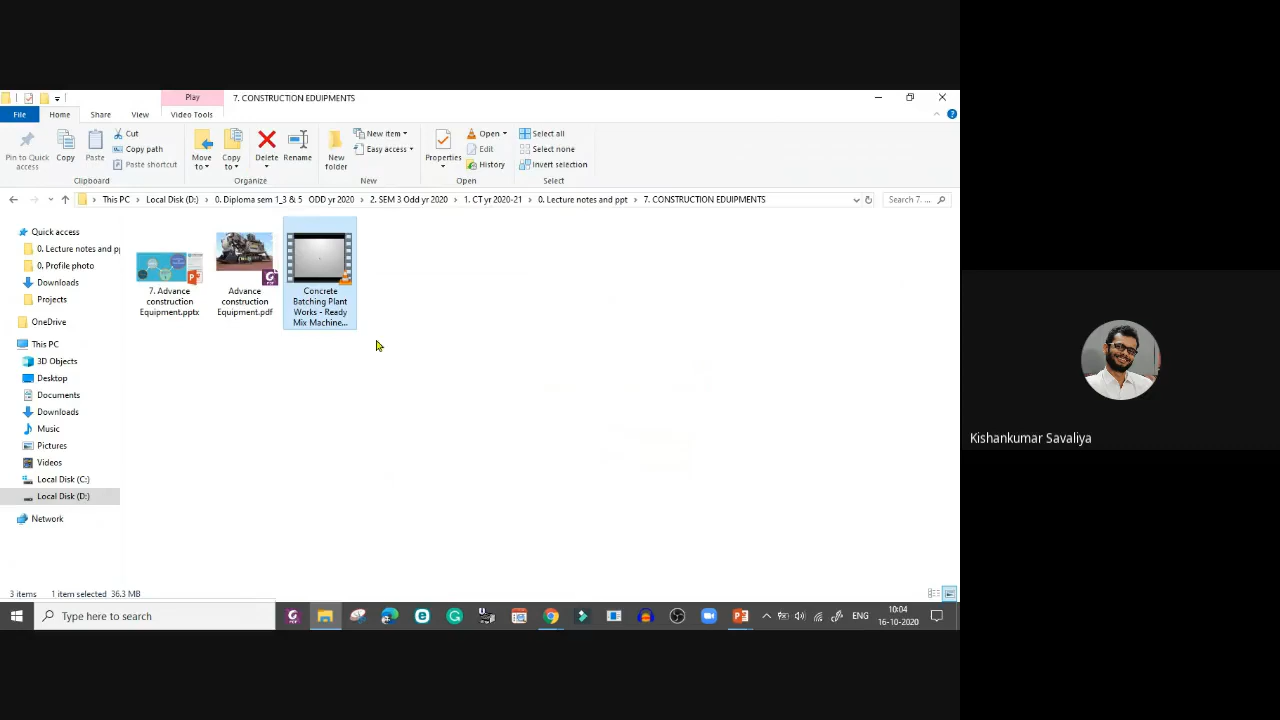 Play
7. CONSTRUCTION EDUIPMENTS
File
Home
Share
View
Video Tools
Pin to Quick
access
Copy
Paste
Cut
Copy path
Paste shortcut
Clipboard
Move
to
Copy
to
Delete
Rename
Organize
New
folder
New item
Easy access
New
Properties
Open
Edit
History
Open
Select all
Select none
Invert selection
Select
This PC
Local Disk (D:)
0. Diploma sem 1_3 & 5 ODD yr 2020
2. SEM 3 Odd yr 2020
1. CT yr 2020-21
0. Lecture notes and ppt
7. CONSTRUCTION EDUIPMENTS
Search 7. ...
Quick access
0. Lecture notes and pp
0. Profile photo
Downloads
Projects
OneDrive
This PC
3D Objects
Desktop
Documents
Downloads
Music
Pictures
Videos
Local Disk (C:)
Local Disk (D:)
Network
7. Advance
construction
Equipment.pptx
Advance
construction
Equipment.pdf
Concrete
Batching Plant
Works - Ready
Mix Machine...
3 items
1 item selected 36.3 MB
Type here to search
ENG
10:04
16-10-2020
Kishankumar Savaliya